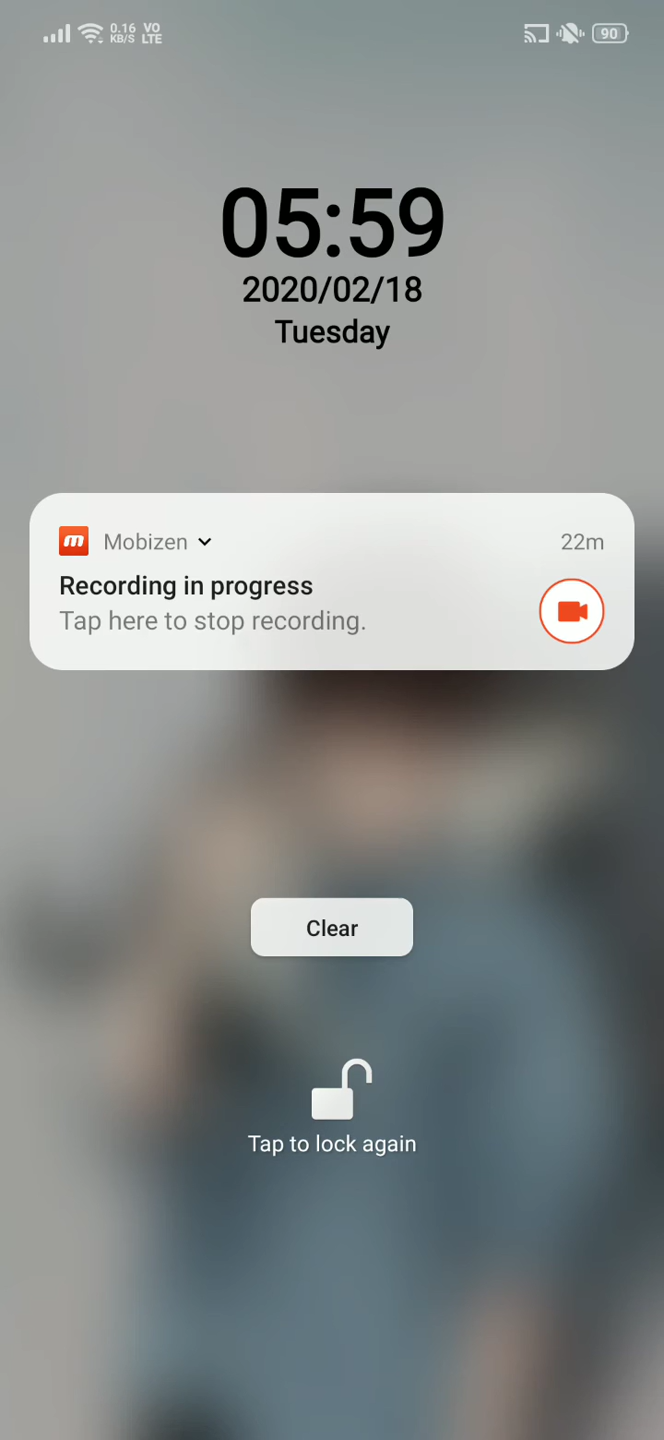 0.16 KB/S VO LTE 90
05:59
2020/02/18
Tuesday
m Mobizen 22m
Recording in progress
Tap here to stop recording.
Clear
Tap to lock again